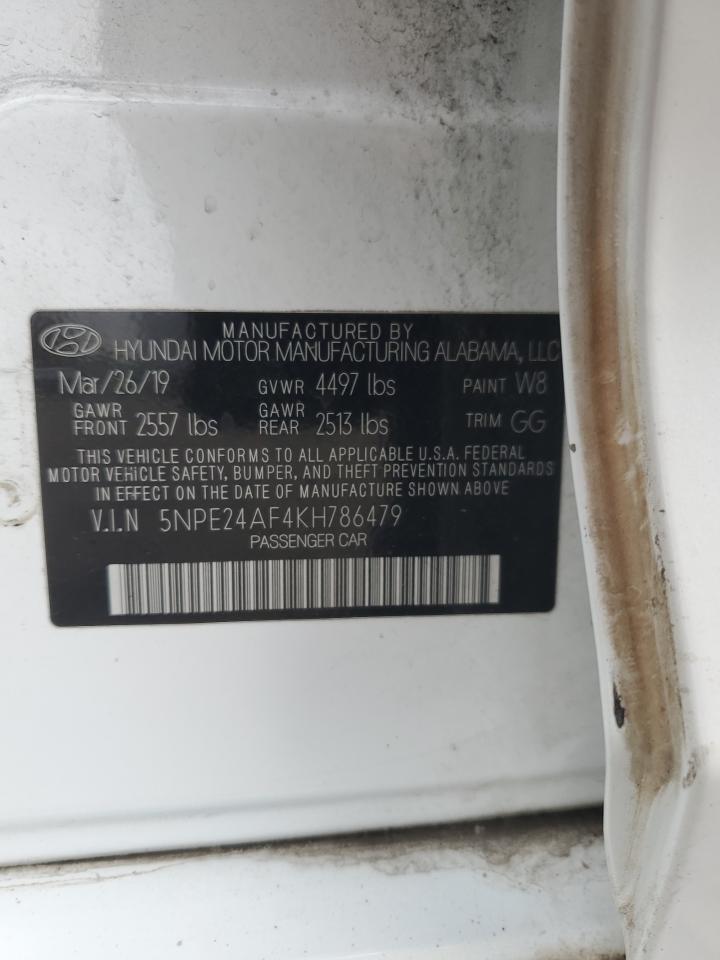 MANUFACTURED BY
HYUNDAI MOTOR MANUFACTURING ALABAMA, LLC
Mar/26/19 GVWR 4497 lbs PAINT W8
GAWR FRONT 2557 lbs GAWR REAR 2513 lbs TRIM GG
THIS VEHICLE CONFORMS TO ALL APPLICABLE U.S.A. FEDERAL
MOTOR VEHICLE SAFETY, BUMPER, AND THEFT PREVENTION STANDARDS
IN EFFECT ON THE DATE OF MANUFACTURE SHOWN ABOVE
V.I.N 5NPE24AF4KH786479
PASSENGER CAR